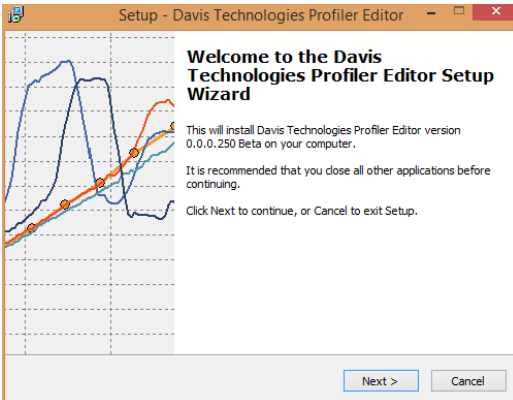 Setup - Davis Technologies Profiler Editor
Welcome to the Davis
Technologies Profiler Editor Setup
Wizard
This will install Davis Technologies Profiler Editor version
0.0.0.250 Beta on your computer.
It is recommended that you close all other applications before
continuing.
Click Next to continue, or Cancel to exit Setup.
Next >
Cancel